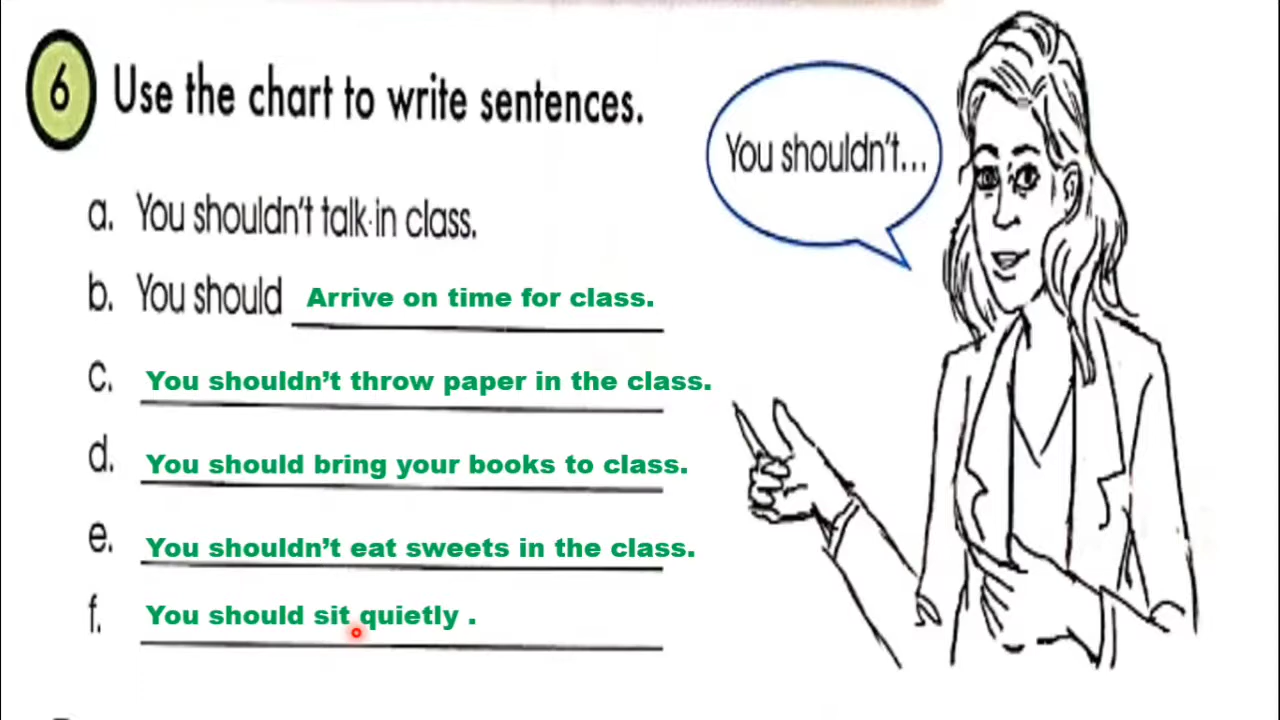 6 Use the chart to write sentences.
You shouldn't...
a. You shouldn't talk in class.
b. You should Arrive on time for class.
c. You shouldn't throw paper in the class.
d. You should bring your books to class.
e. You shouldn't eat sweets in the class.
f. You should sit quietly .